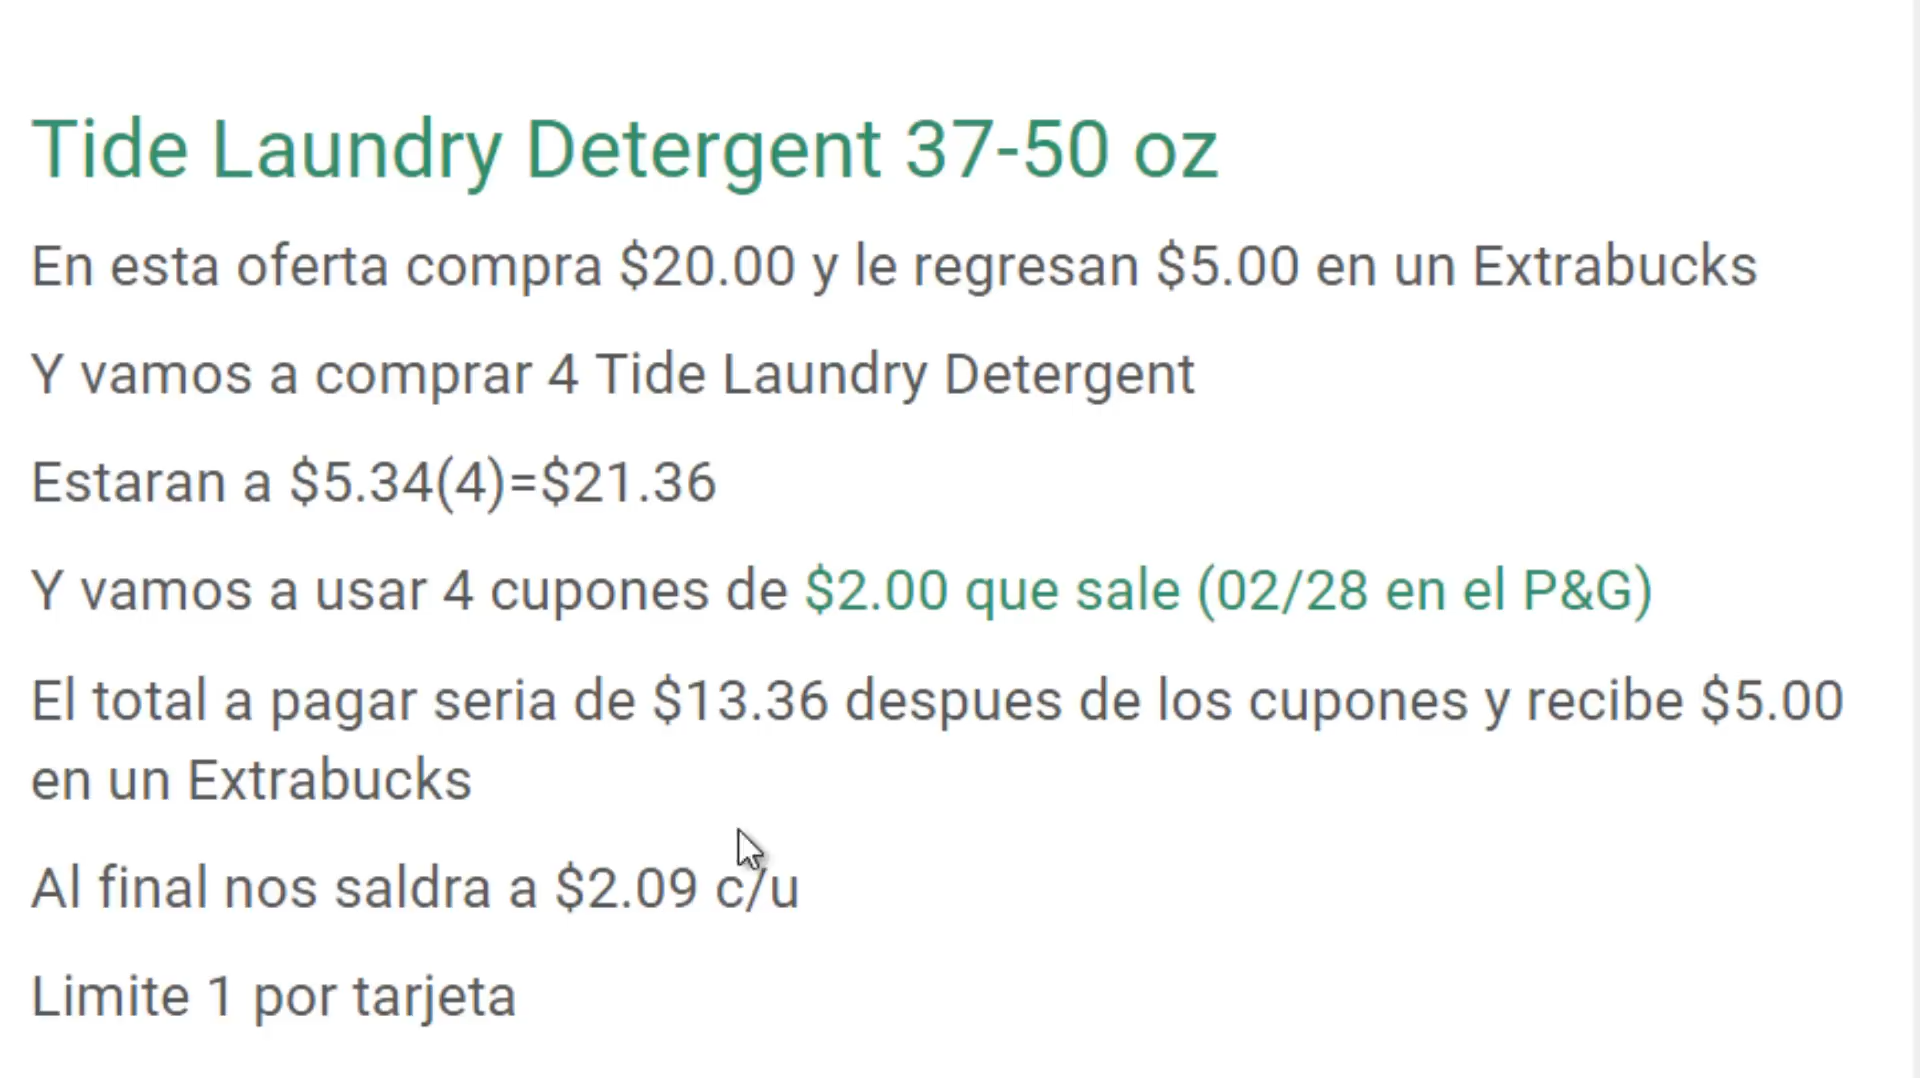 Tide Laundry Detergent 37-50 oz
En esta oferta compra $20.00 y le regresan $5.00 en un Extrabucks
Y vamos a comprar 4 Tide Laundry Detergent
Estaran a $5.34(4)=$21.36
Y vamos a usar 4 cupones de $2.00 que sale (02/28 en el P&G)
El total a pagar seria de $13.36 despues de los cupones y recibe $5.00
en un Extrabucks
Al final nos saldra a $2.09 c/u
Limite 1 por tarjeta